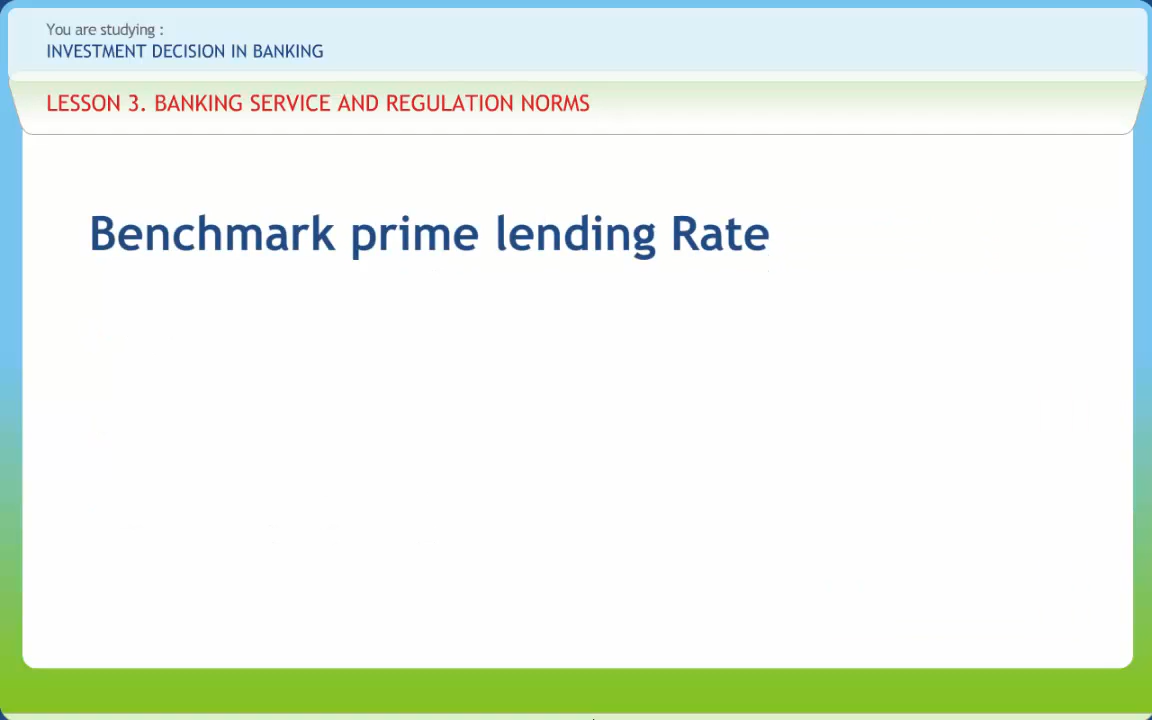 You are studying :
INVESTMENT DECISION IN BANKING
LESSON 3. BANKING SERVICE AND REGULATION NORMS
Benchmark prime lending Rate